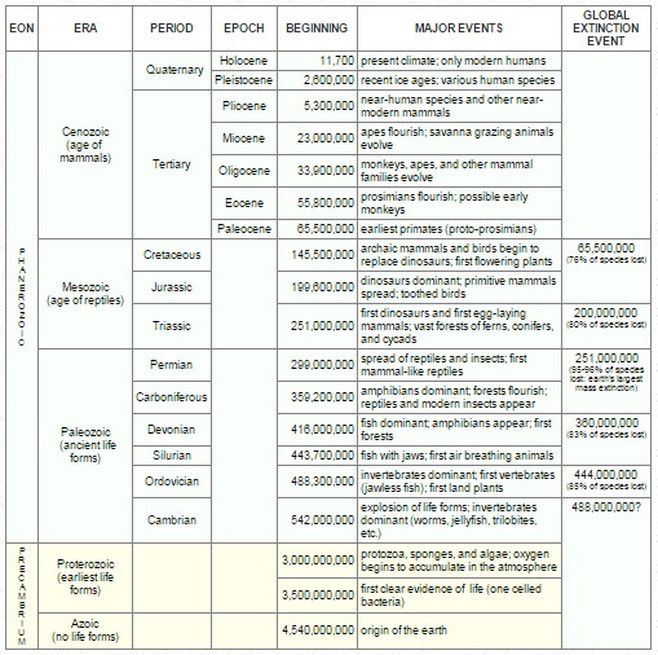 EON
ERA
PERIOD
EPOCH
BEGINNING
MAJOR EVENTS
GLOBAL
EXTINCTION
EVENT
PHANEROZOIC
Cenozoic
(age of
mammals)
Quaternary
Holocene
11,700
present climate; only modern humans
Pleistocene
2,600,000
recent ice ages; various human species
Tertiary
Pliocene
5,300,000
near-human species and other near-
modern mammals
Miocene
23,000,000
apes flourish; savanna grazing animals
evolve
Oligocene
33,900,000
monkeys, apes, and other mammal
families evolve
Eocene
55,800,000
prosimians flourish; possible early
monkeys
Paleocene
65,500,000
earliest primates (proto-prosimians)
Mesozoic
(age of reptiles)
Cretaceous
145,500,000
archaic mammals and birds begin to
replace dinosaurs; first flowering plants
65,500,000
(76% of species lost)
Jurassic
199,600,000
dinosaurs dominant; primitive mammals
spread; toothed birds
Triassic
251,000,000
first dinosaurs and first egg-laying
mammals; vast forests of ferns, conifers,
and cycads
200,000,000
(80% of species lost)
Paleozoic
(ancient life
forms)
Permian
299,000,000
spread of reptiles and insects; first
mammal-like reptiles
251,000,000
(95-96% of species
lost: earth's largest
mass extinction)
Carboniferous
359,200,000
amphibians dominant; forests flourish;
reptiles and modern insects appear
Devonian
416,000,000
fish dominant; amphibians appear; first
forests
360,000,000
(83% of species lost)
Silurian
443,700,000
fish with jaws; first air breathing animals
Ordovician
488,300,000
invertebrates dominant; first vertebrates
(jawless fish); first land plants
444,000,000
(85% of species lost)
Cambrian
542,000,000
explosion of life forms; invertebrates
dominant (worms, jellyfish, trilobites,
etc.)
488,000,000?
PRECAMBRIUM
Proterozoic
(earliest life
forms)
3,000,000,000
protozoa, sponges, and algae; oxygen
begins to accumulate in the atmosphere
3,500,000,000
first clear evidence of life (one celled
bacteria)
Azoic
(no life forms)
4,540,000,000
origin of the earth